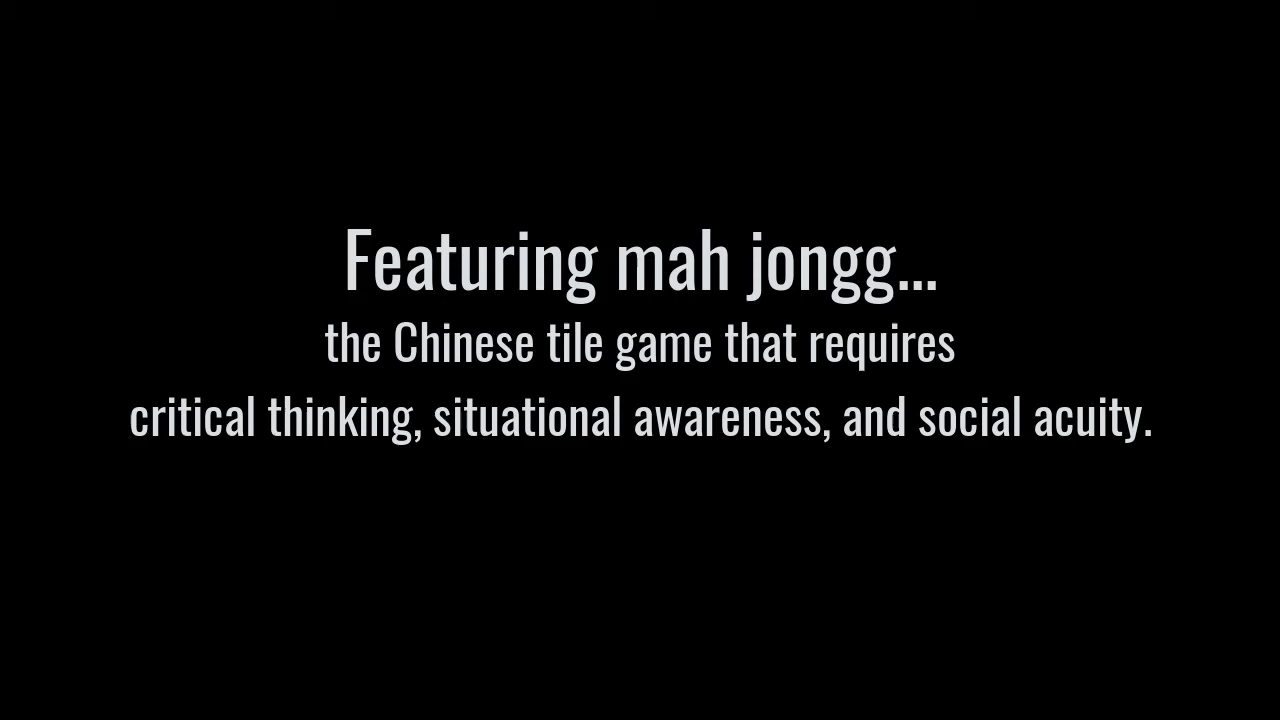 Featuring mah jongg...
the Chinese tile game that requires
critical thinking, situational awareness, and social acuity.